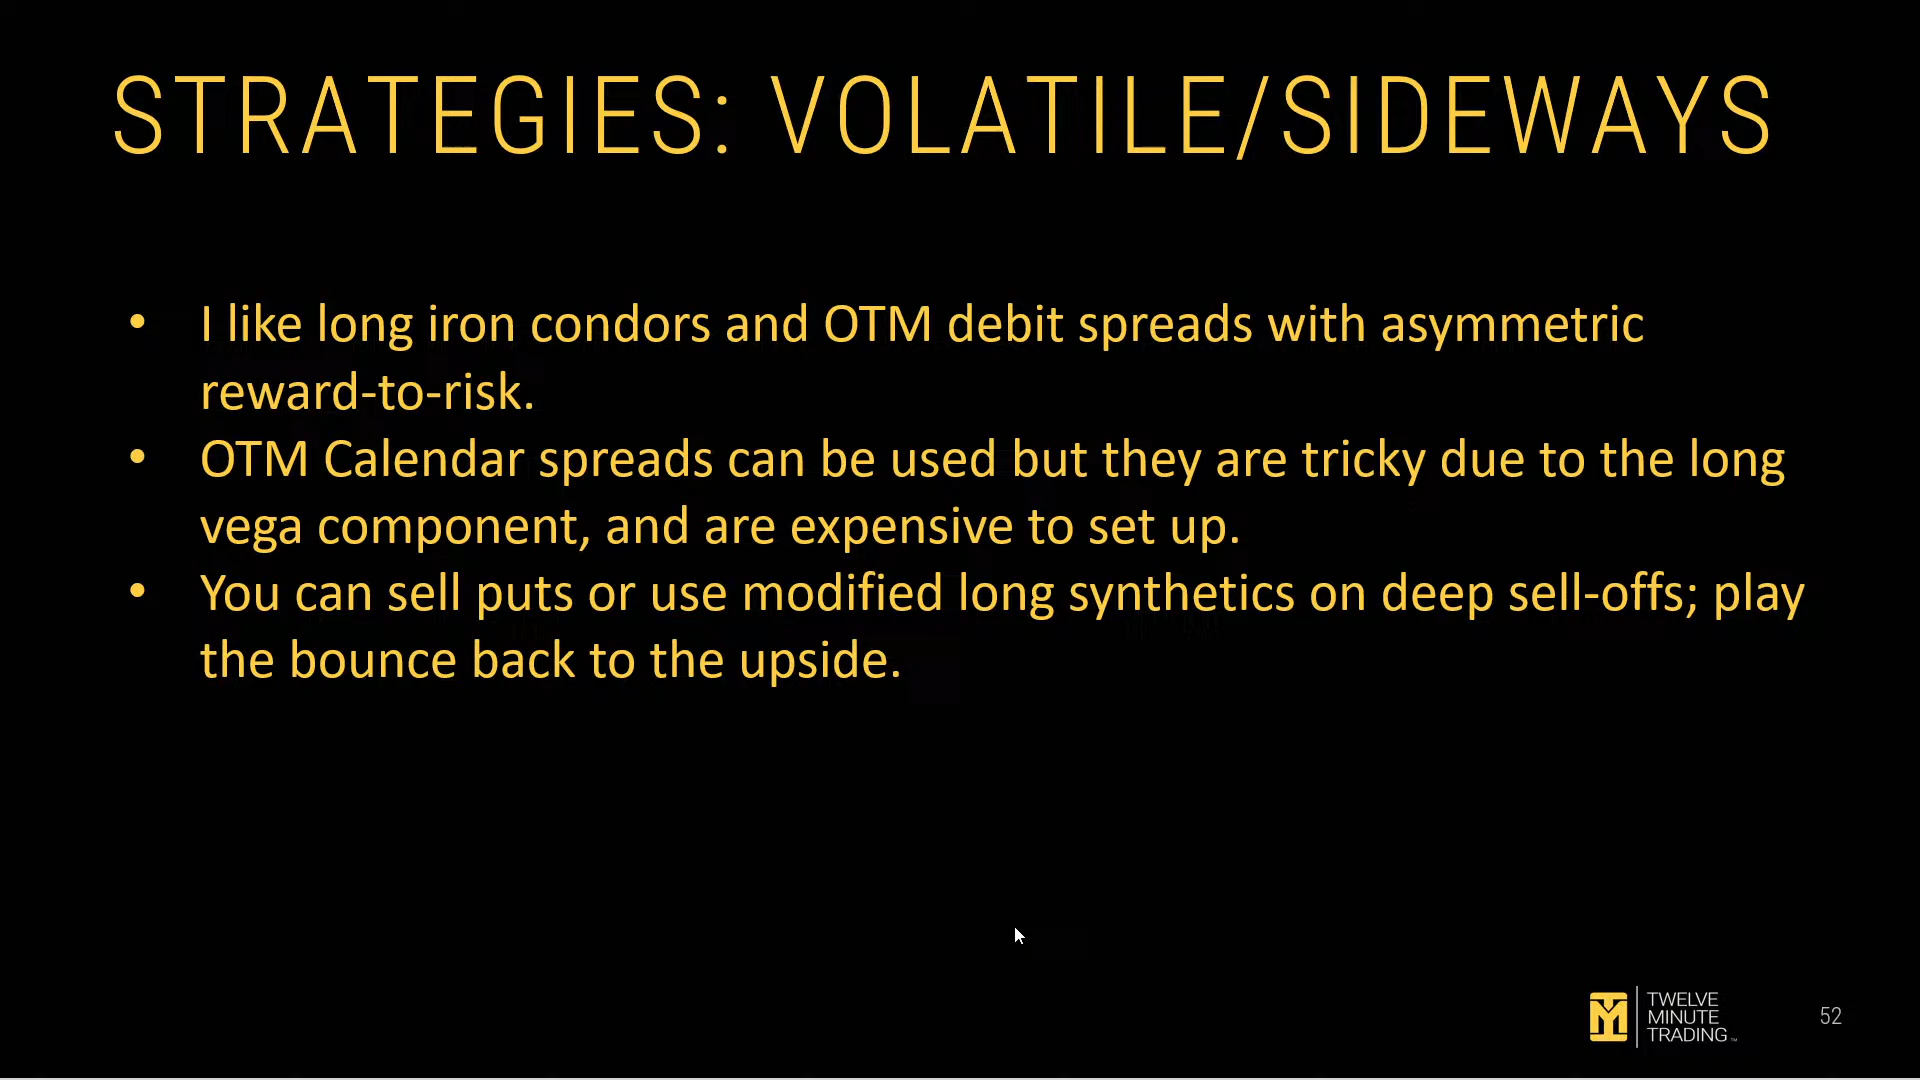 STRATEGIES: VOLATILE/SIDEWAYS
• I like long iron condors and OTM debit spreads with asymmetric
reward-to-risk.
• OTM Calendar spreads can be used but they are tricky due to the long
vega component, and are expensive to set up.
• You can sell puts or use modified long synthetics on deep sell-offs; play
the bounce back to the upside.
TWELVE
MINUTE
TRADING™
52